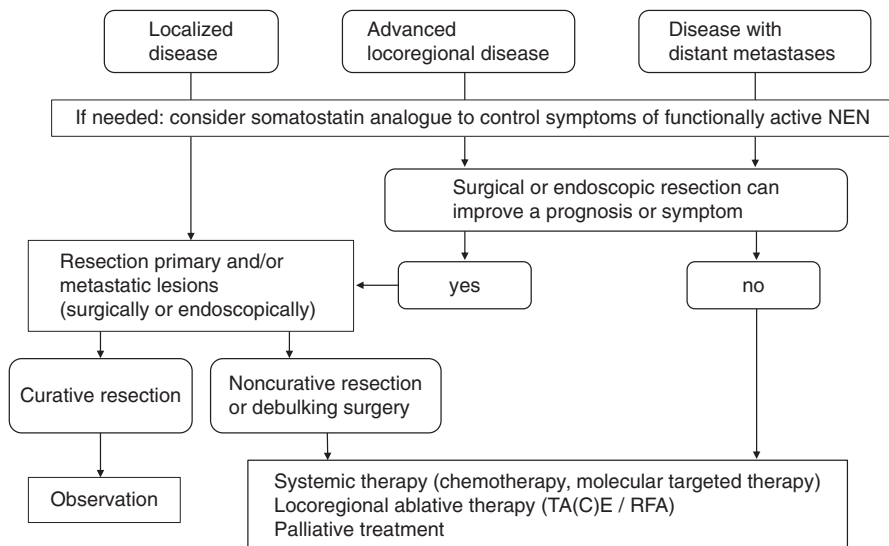 Localized
disease
Advanced
locoregional disease
Disease with
distant metastases
If needed: consider somatostatin analogue to control symptoms of functionally active NEN
Surgical or endoscopic resection can
improve a prognosis or symptom
Resection primary and/or
metastatic lesions
(surgically or endoscopically)
yes
no
Curative resection
Noncurative resection
or debulking surgery
Observation
Systemic therapy (chemotherapy, molecular targeted therapy)
Locoregional ablative therapy (TA(C)E / RFA)
Palliative treatment